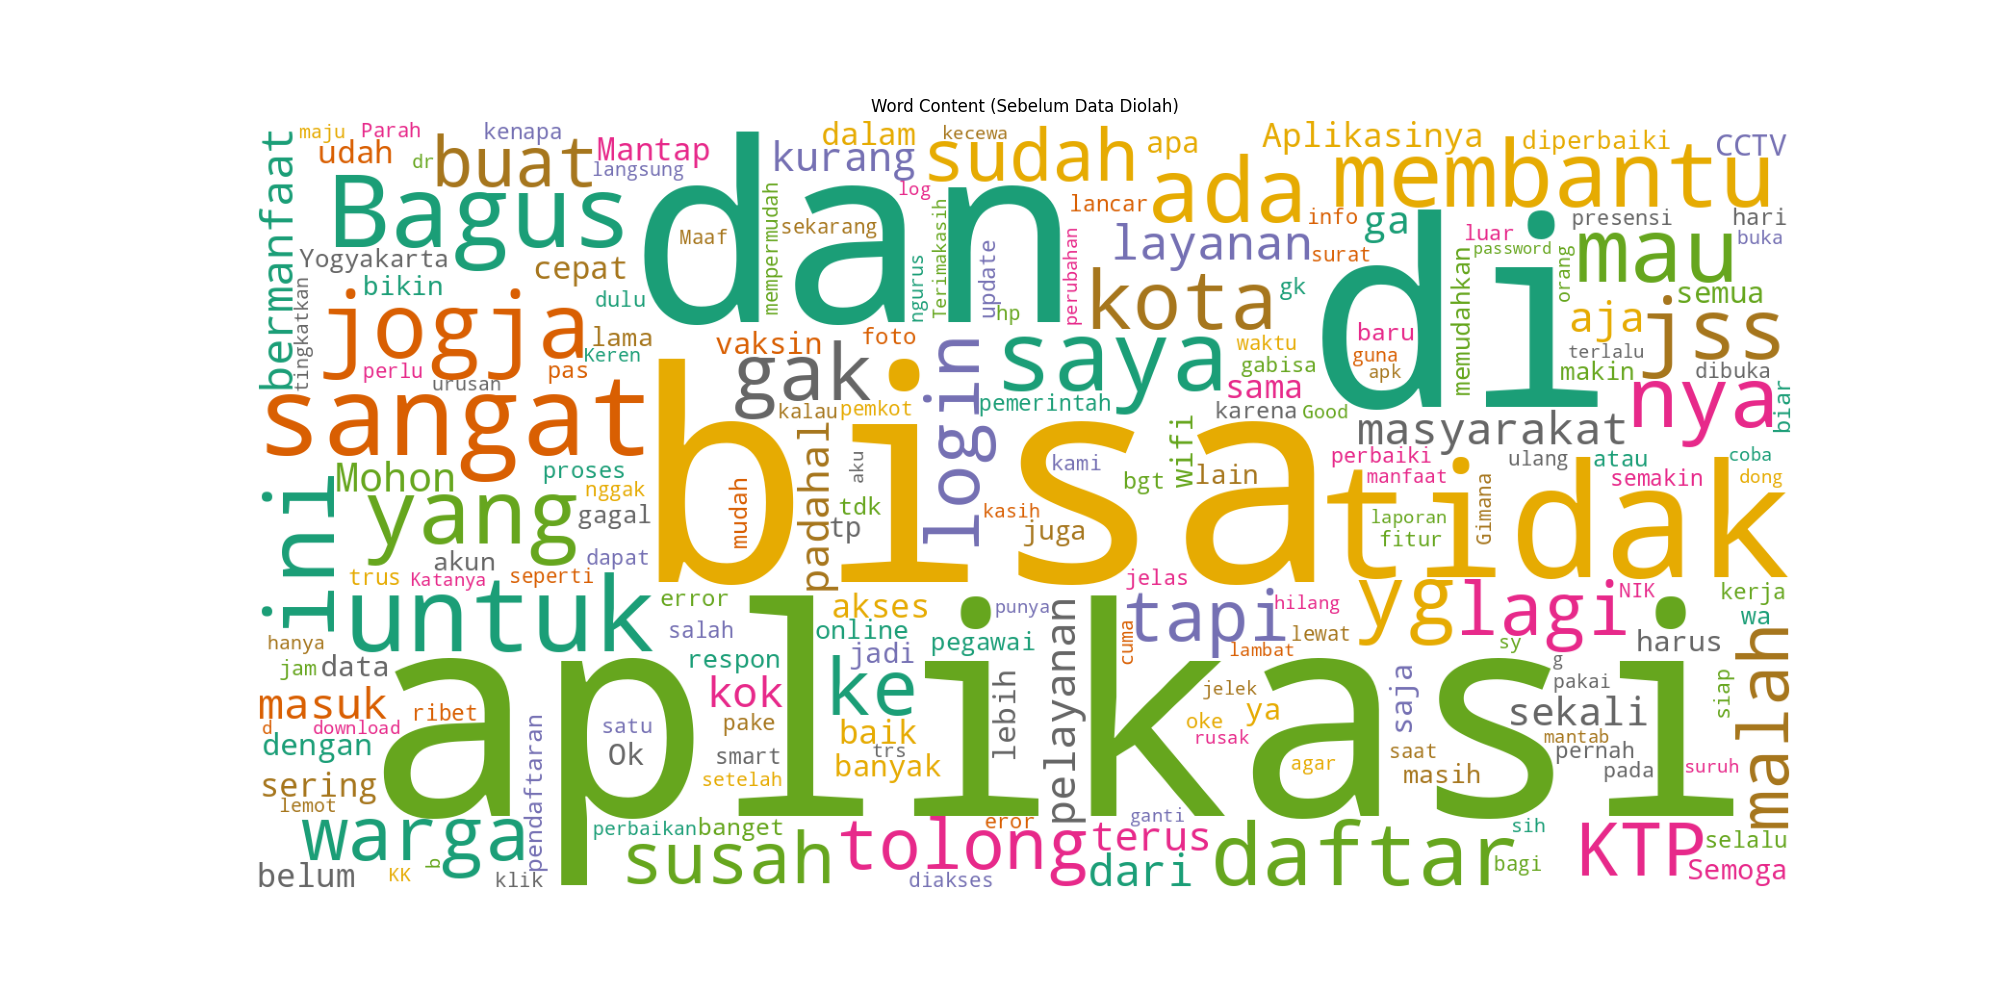 Word Content (Sebelum Data Diolah)
maju Parah kenapa dalam kecewa apa Aplikasinya diperbaiki CCTV
udah dr buat Mantap langsung kurang sudah ada membantu
bermanfaat Bagus dan log lancar info ga presensi hari
Maaf mempermudah sekarang Terimakasih layanan surat luar password buka
Yogyakarta cepat ngurus update perubahan di memudahkan orang mau
bikin dulu hp kota gk semua
tingkatkan jogja lama Keren vaksin foto waktu baru aja jss
perlu urusan pas gak login saya gabisa guna apk terlalu makin dibuka
sangat kalau pemkot pemerintah sama karena Good nya biar
padahal aku bisa kami wifi masyarakat
Mohon proses nggak mudah bgt lain perbaiki ulang atau coba
ini yang gagal tdk tp kasih juga manfaat tidak semakin dong
laporan fitur Gimana
akun dapat
trus Katanya seperti jelas
untuk error akses punya tapi hilang yg lagi NIK kerja
hanya salah online pegawai cuma lewat sy harus wa
jam data respon jadi lambat g malah
masuk aplikasi kok ke lebih pelayanan jelek saja pakai siap
d download ribet satu pake baik oke ya sekali
dengan pendaftaran Ok smart trs rusak saat mantab pernah
sering setelah banyak agar masih pada suruh
lemot
warga perbaikan banget eror ganti sih
susah tolong terus daftar KTP selalu
belum KK b klik diakses dari bagi Semoga